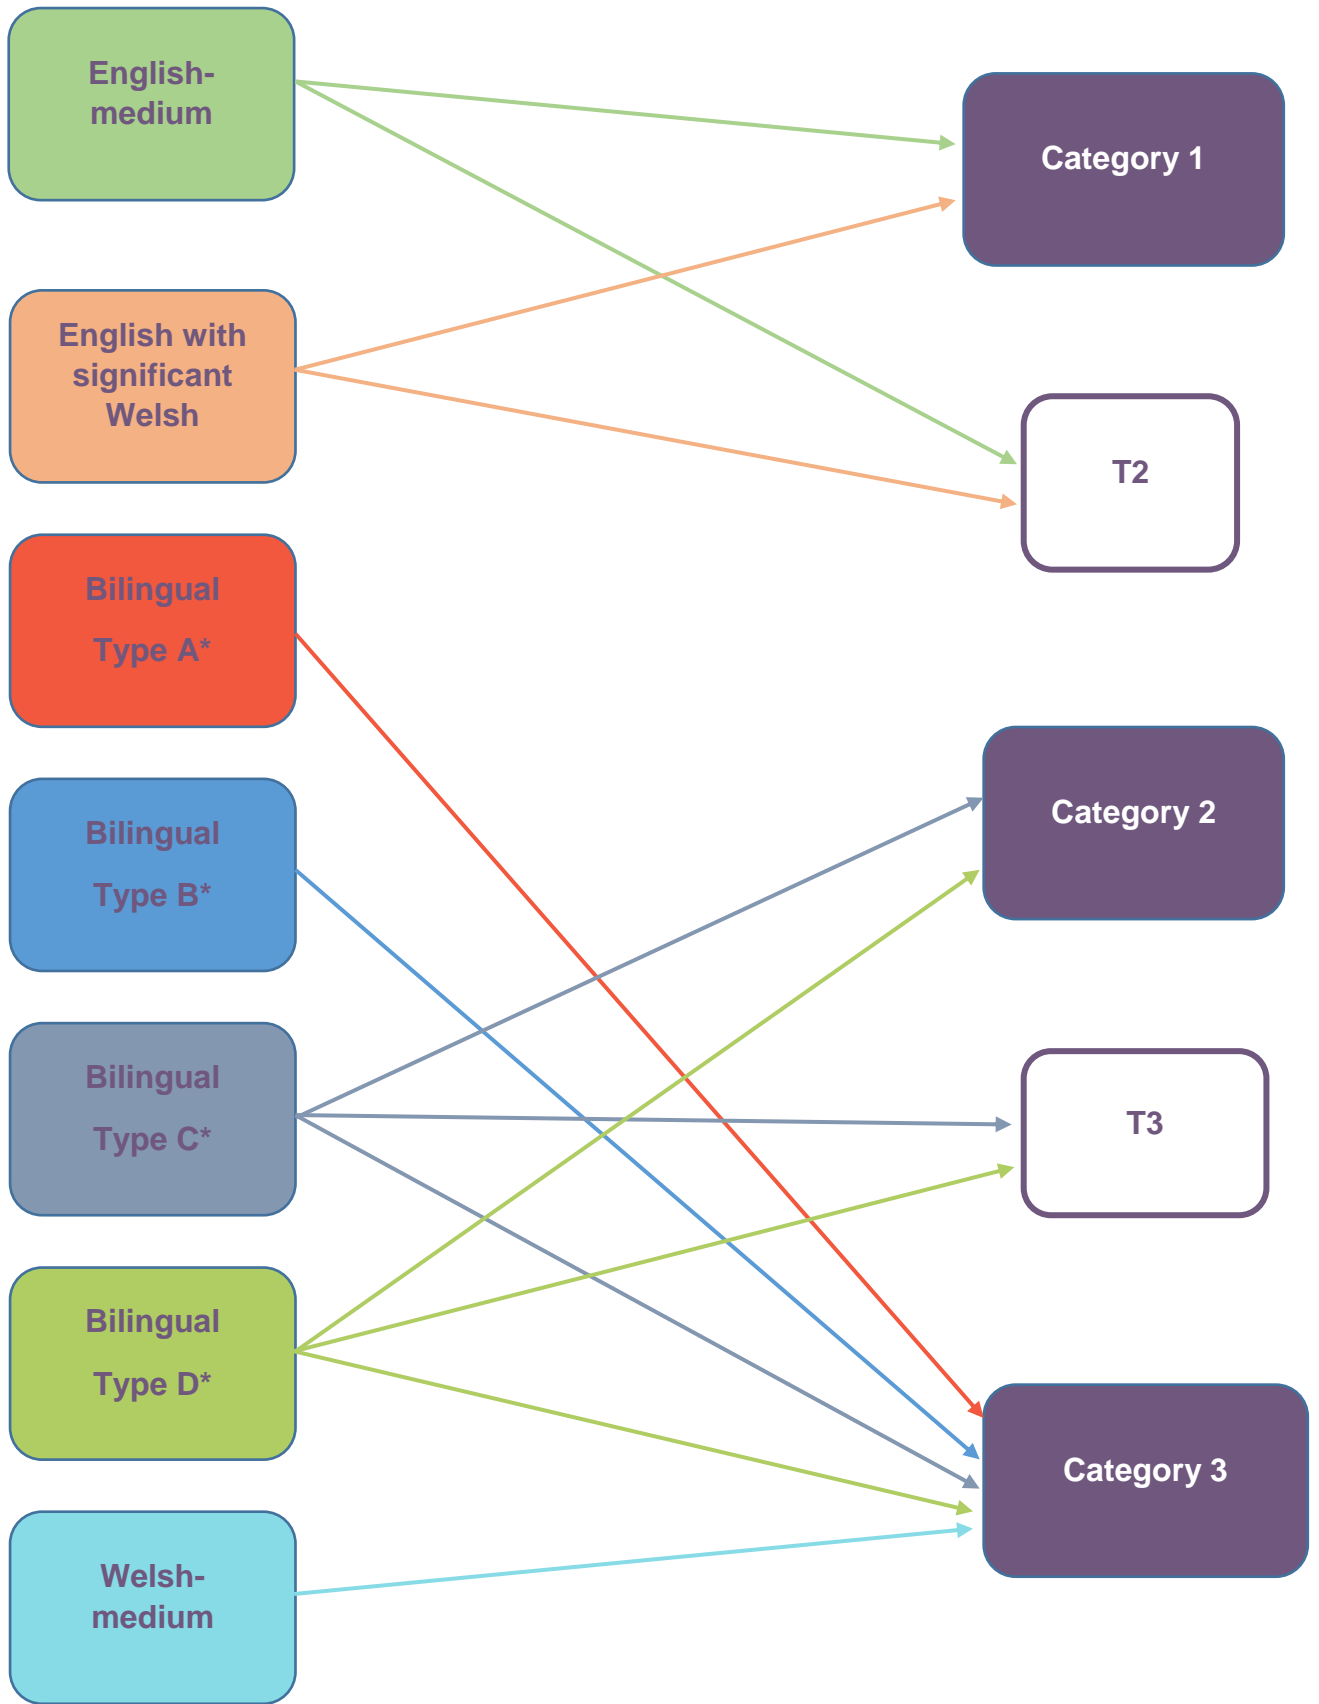 English-
medium
Category 1
English with
significant
Welsh
T2
Bilingual
Type A*
Bilingual
Type B*
Category 2
Bilingual
Type C*
T3
Bilingual
Type D*
Category 3
Welsh-
medium